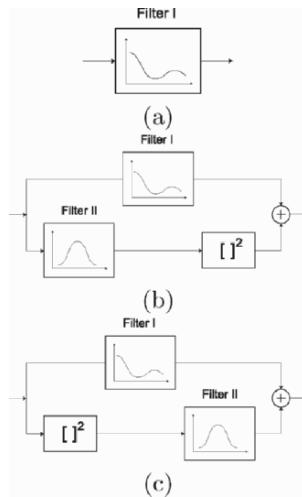 Filter I
(a)
Filter I
Filter II
[ ]²
+
(b)
Filter I
Filter II
[ ]²
+
(c)